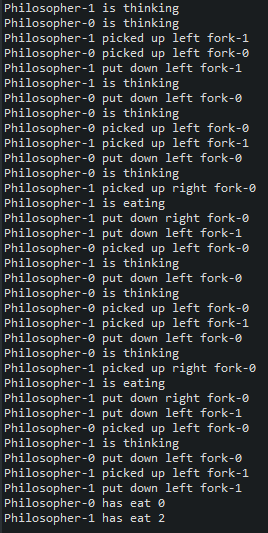 Philosopher-1 is thinking
Philosopher-0 is thinking
Philosopher-1 picked up left fork-1
Philosopher-0 picked up left fork-0
Philosopher-1 put down left fork-1
Philosopher-1 is thinking
Philosopher-0 put down left fork-0
Philosopher-0 is thinking
Philosopher-0 picked up left fork-0
Philosopher-1 picked up left fork-1
Philosopher-0 put down left fork-0
Philosopher-0 is thinking
Philosopher-1 picked up right fork-0
Philosopher-1 is eating
Philosopher-1 put down right fork-0
Philosopher-1 put down left fork-1
Philosopher-0 picked up left fork-0
Philosopher-1 is thinking
Philosopher-0 put down left fork-0
Philosopher-0 is thinking
Philosopher-0 picked up left fork-0
Philosopher-1 picked up left fork-1
Philosopher-0 put down left fork-0
Philosopher-0 is thinking
Philosopher-1 picked up right fork-0
Philosopher-1 is eating
Philosopher-1 put down right fork-0
Philosopher-1 put down left fork-1
Philosopher-0 picked up left fork-0
Philosopher-1 is thinking
Philosopher-0 put down left fork-0
Philosopher-1 picked up left fork-1
Philosopher-1 put down left fork-1
Philosopher-0 has eat 0
Philosopher-1 has eat 2